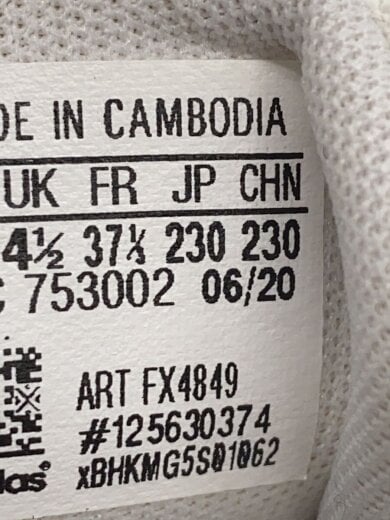 DE IN CAMBODIA
UK FR JP CHN
4½ 37⅓ 230 230
C 753002 06/20
ART FX4849
#125630374
xBHKMG5S01062
das®